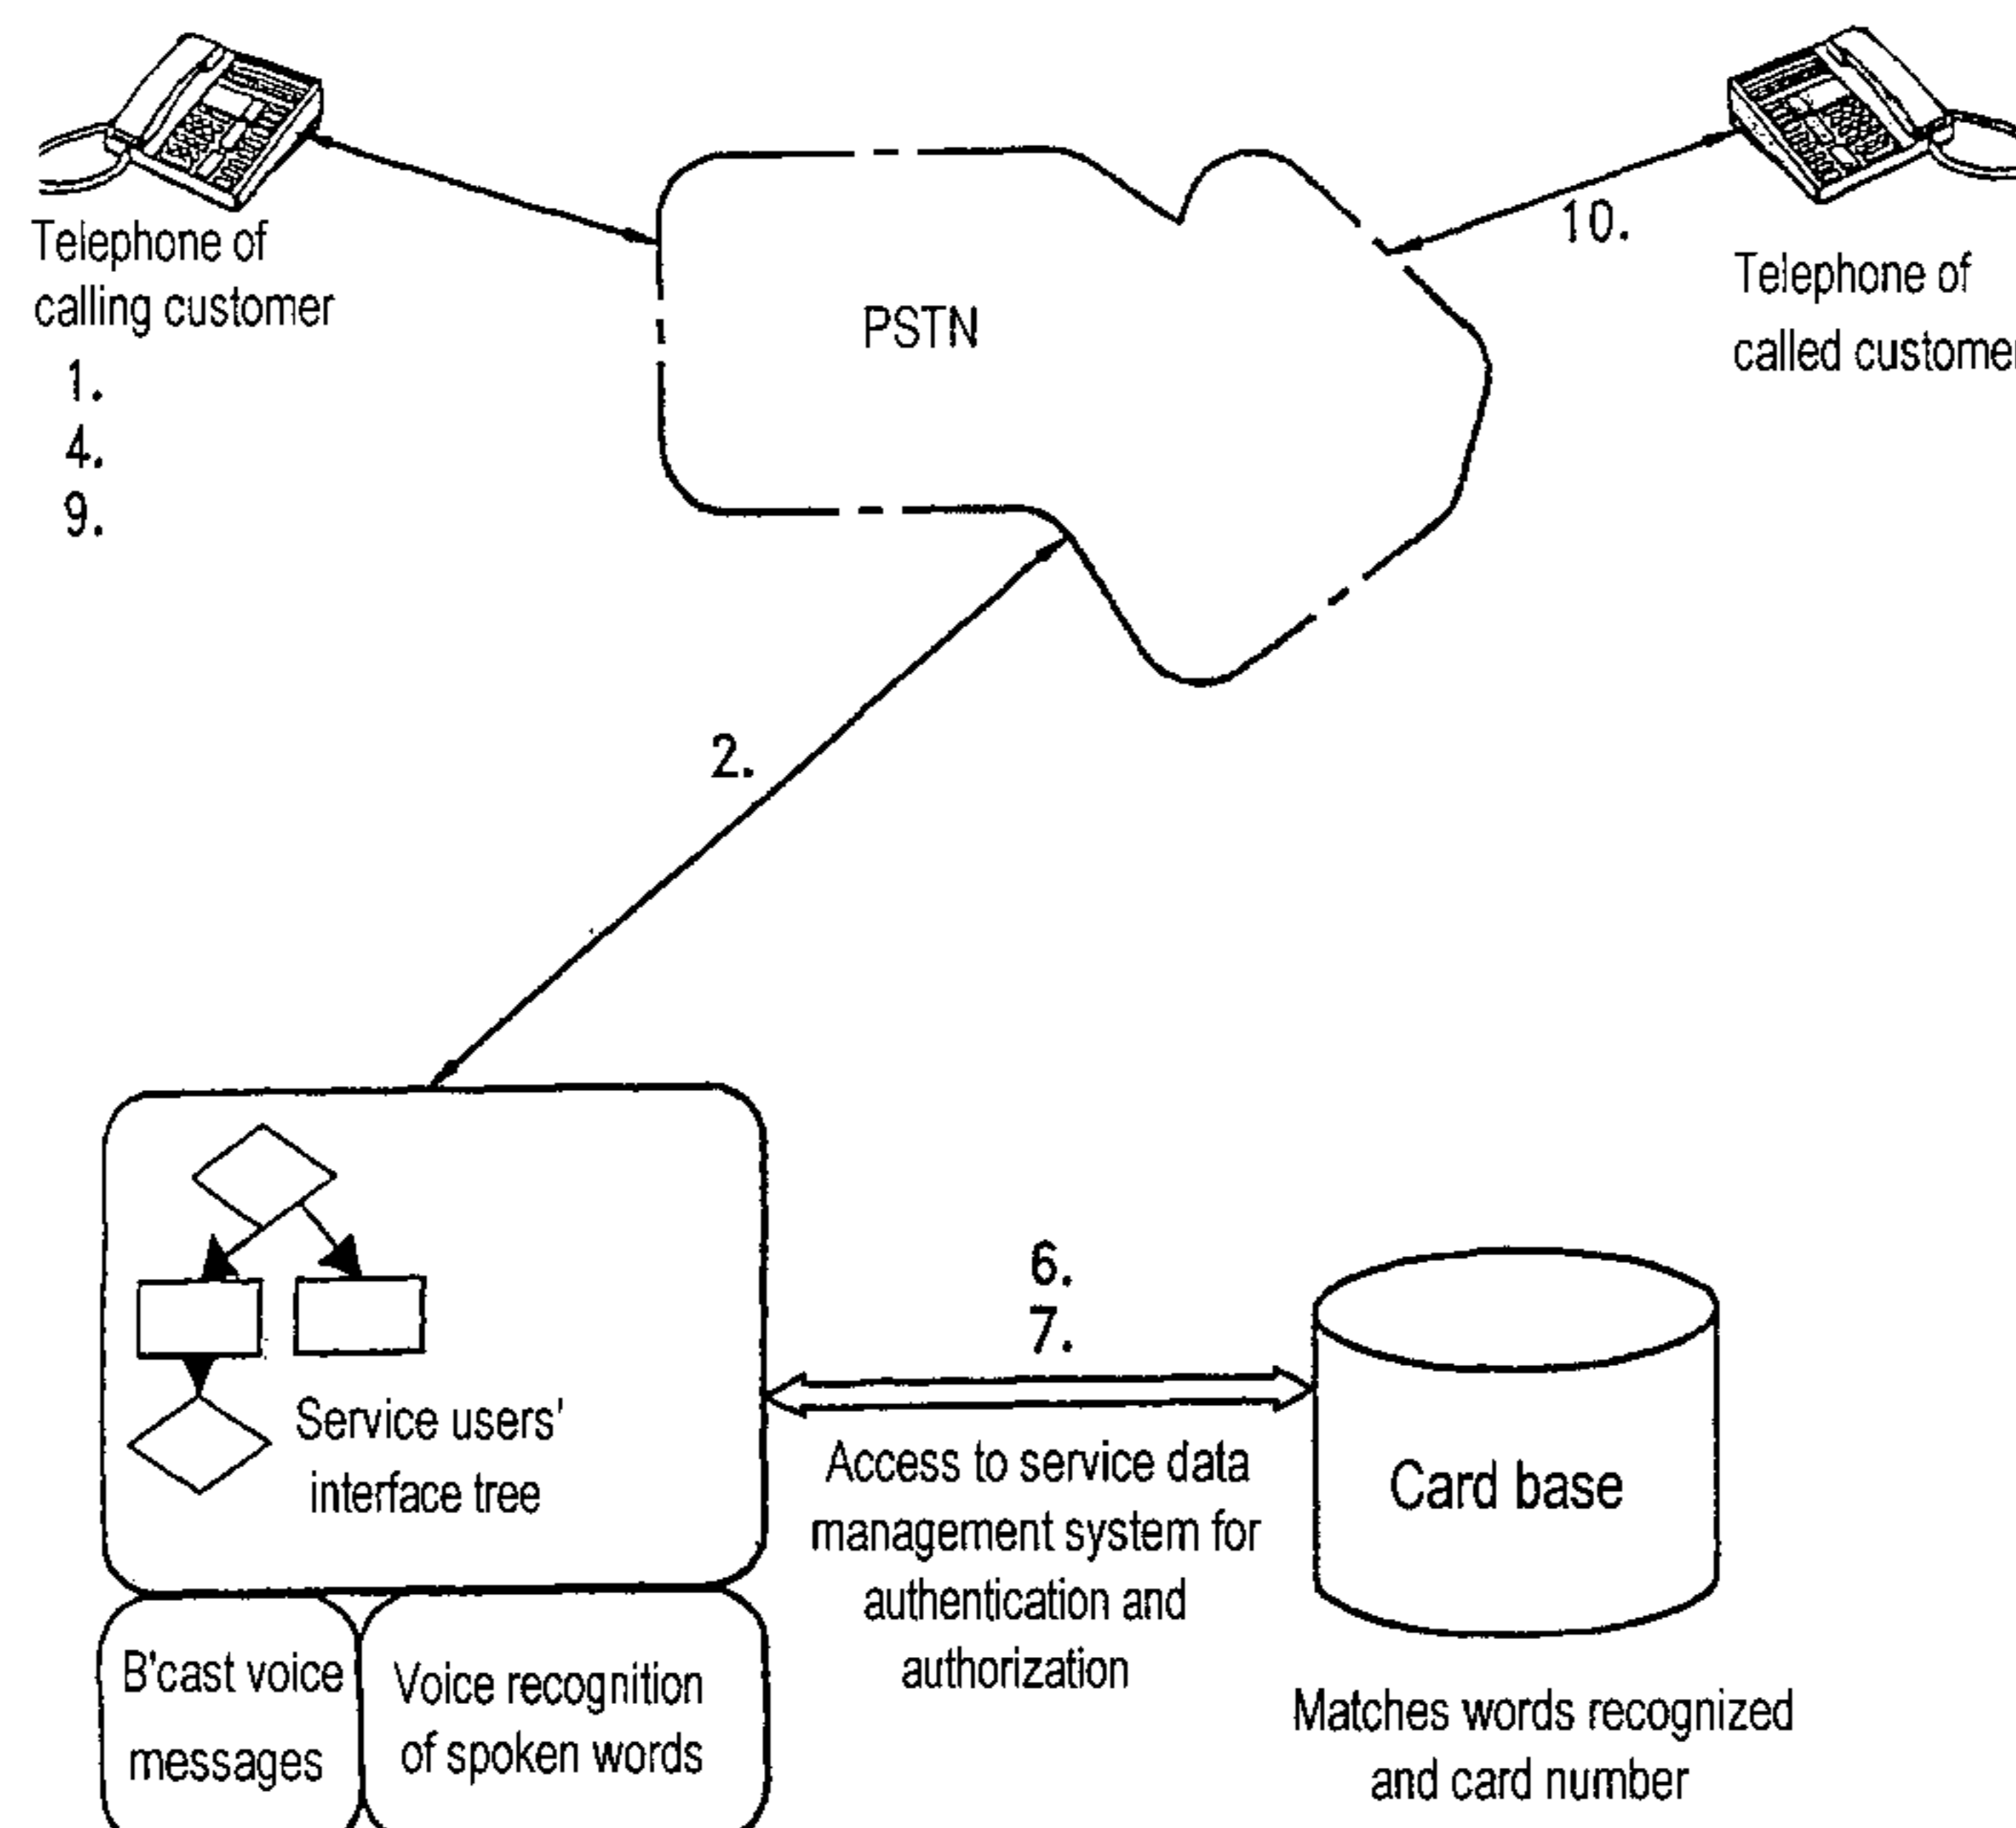 Telephone of
calling customer
1.
4.
9.
PSTN
10.
Telephone of
called customer
2.
Service users'
interface tree
6.
7.
Access to service data
management system for
authentication and
authorization
Card base
Matches words recognized
and card number
B'cast voice
messages
Voice recognition
of spoken words